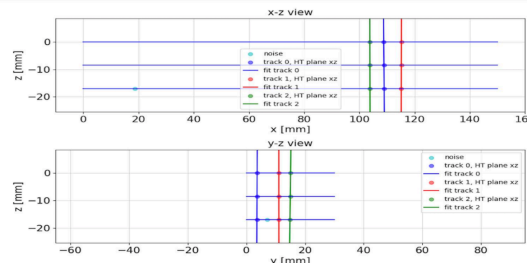 x-z view
0
−10
−20
z [mm]
noise
track 0, HT plane xz
fit track 0
track 1, HT plane xz
fit track 1
track 2, HT plane xz
fit track 2
0 20 40 60 80 100 120 140 160
x [mm]
y-z view
0
−10
−20
z [mm]
noise
track 0, HT plane xz
fit track 0
track 1, HT plane xz
fit track 1
track 2, HT plane xz
fit track 2
−60 −40 −20 0 20 40 60 80
y [mm]